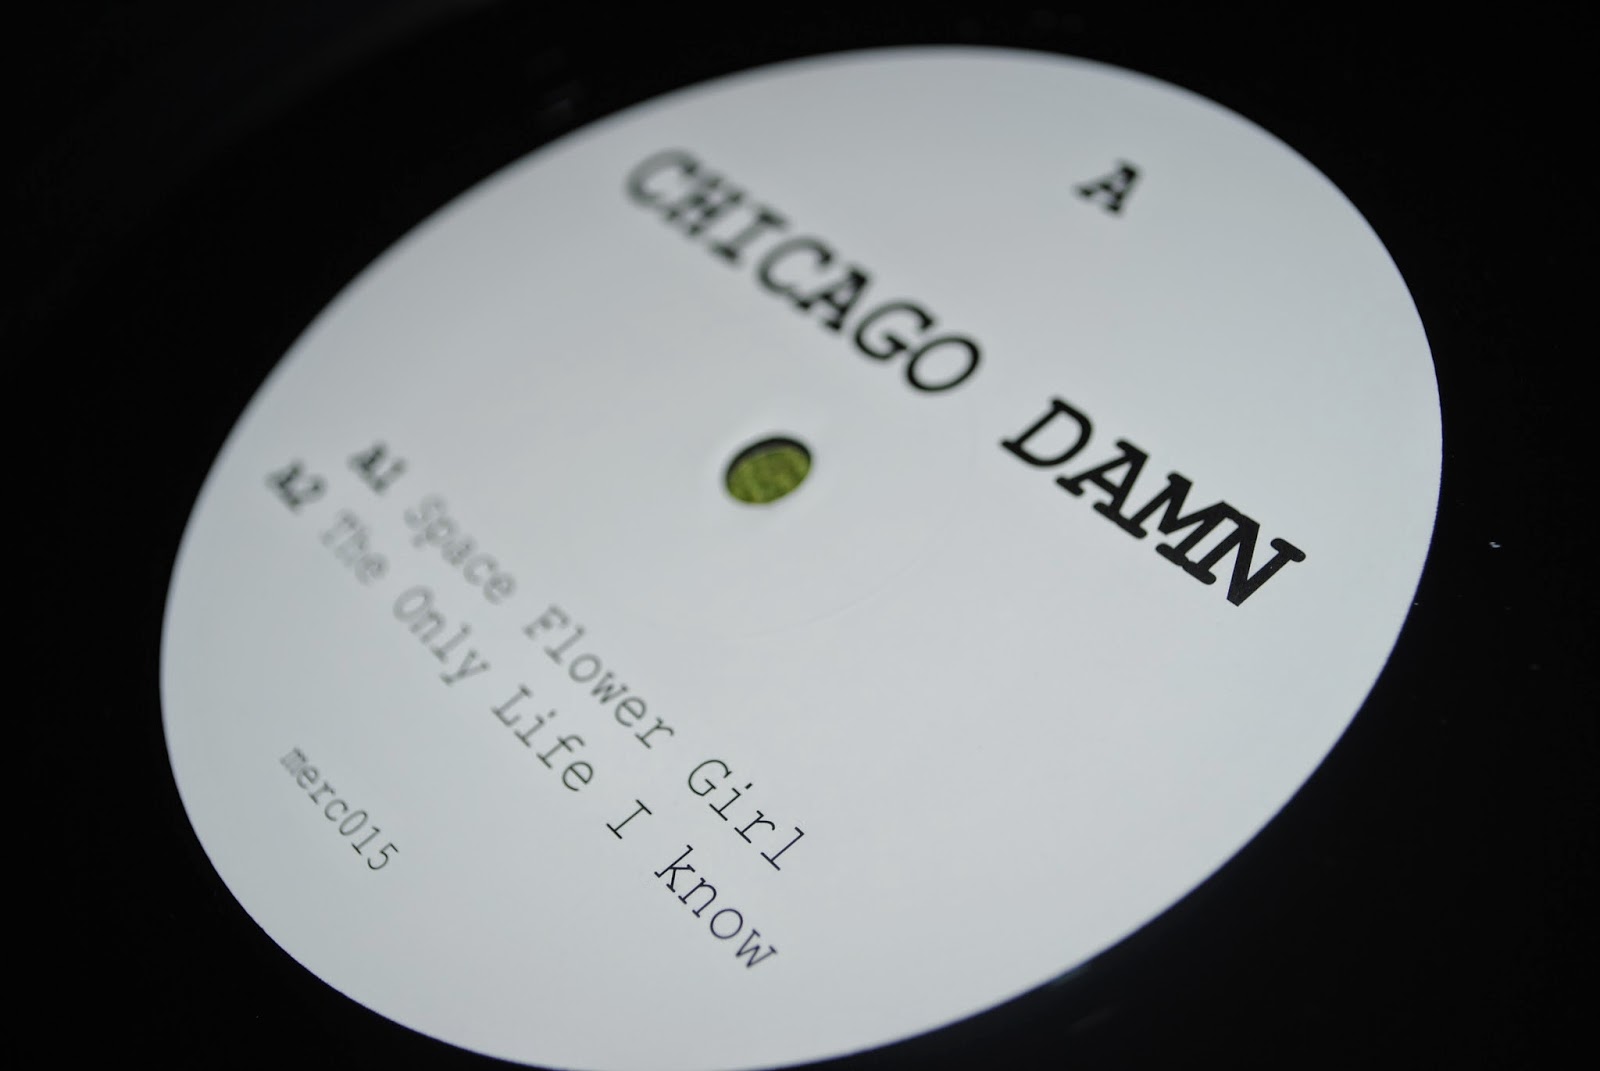 A
CHICAGO DAMN
A1 Space Flower Girl
A2 The Only Life I know
merc015